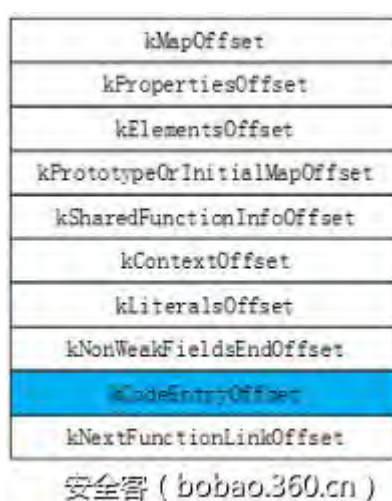 kMapOffset
kPropertiesOffset
kElementsOffset
kPrototypeOrInitialMapOffset
kSharedFunctionInfoOffset
kContextOffset
kLiteralsOffset
kNonWeakFieldsEndOffset
kCodeEntryOffset
kNextFunctionLinkOffset
安全客 ( bobao.360.cn )